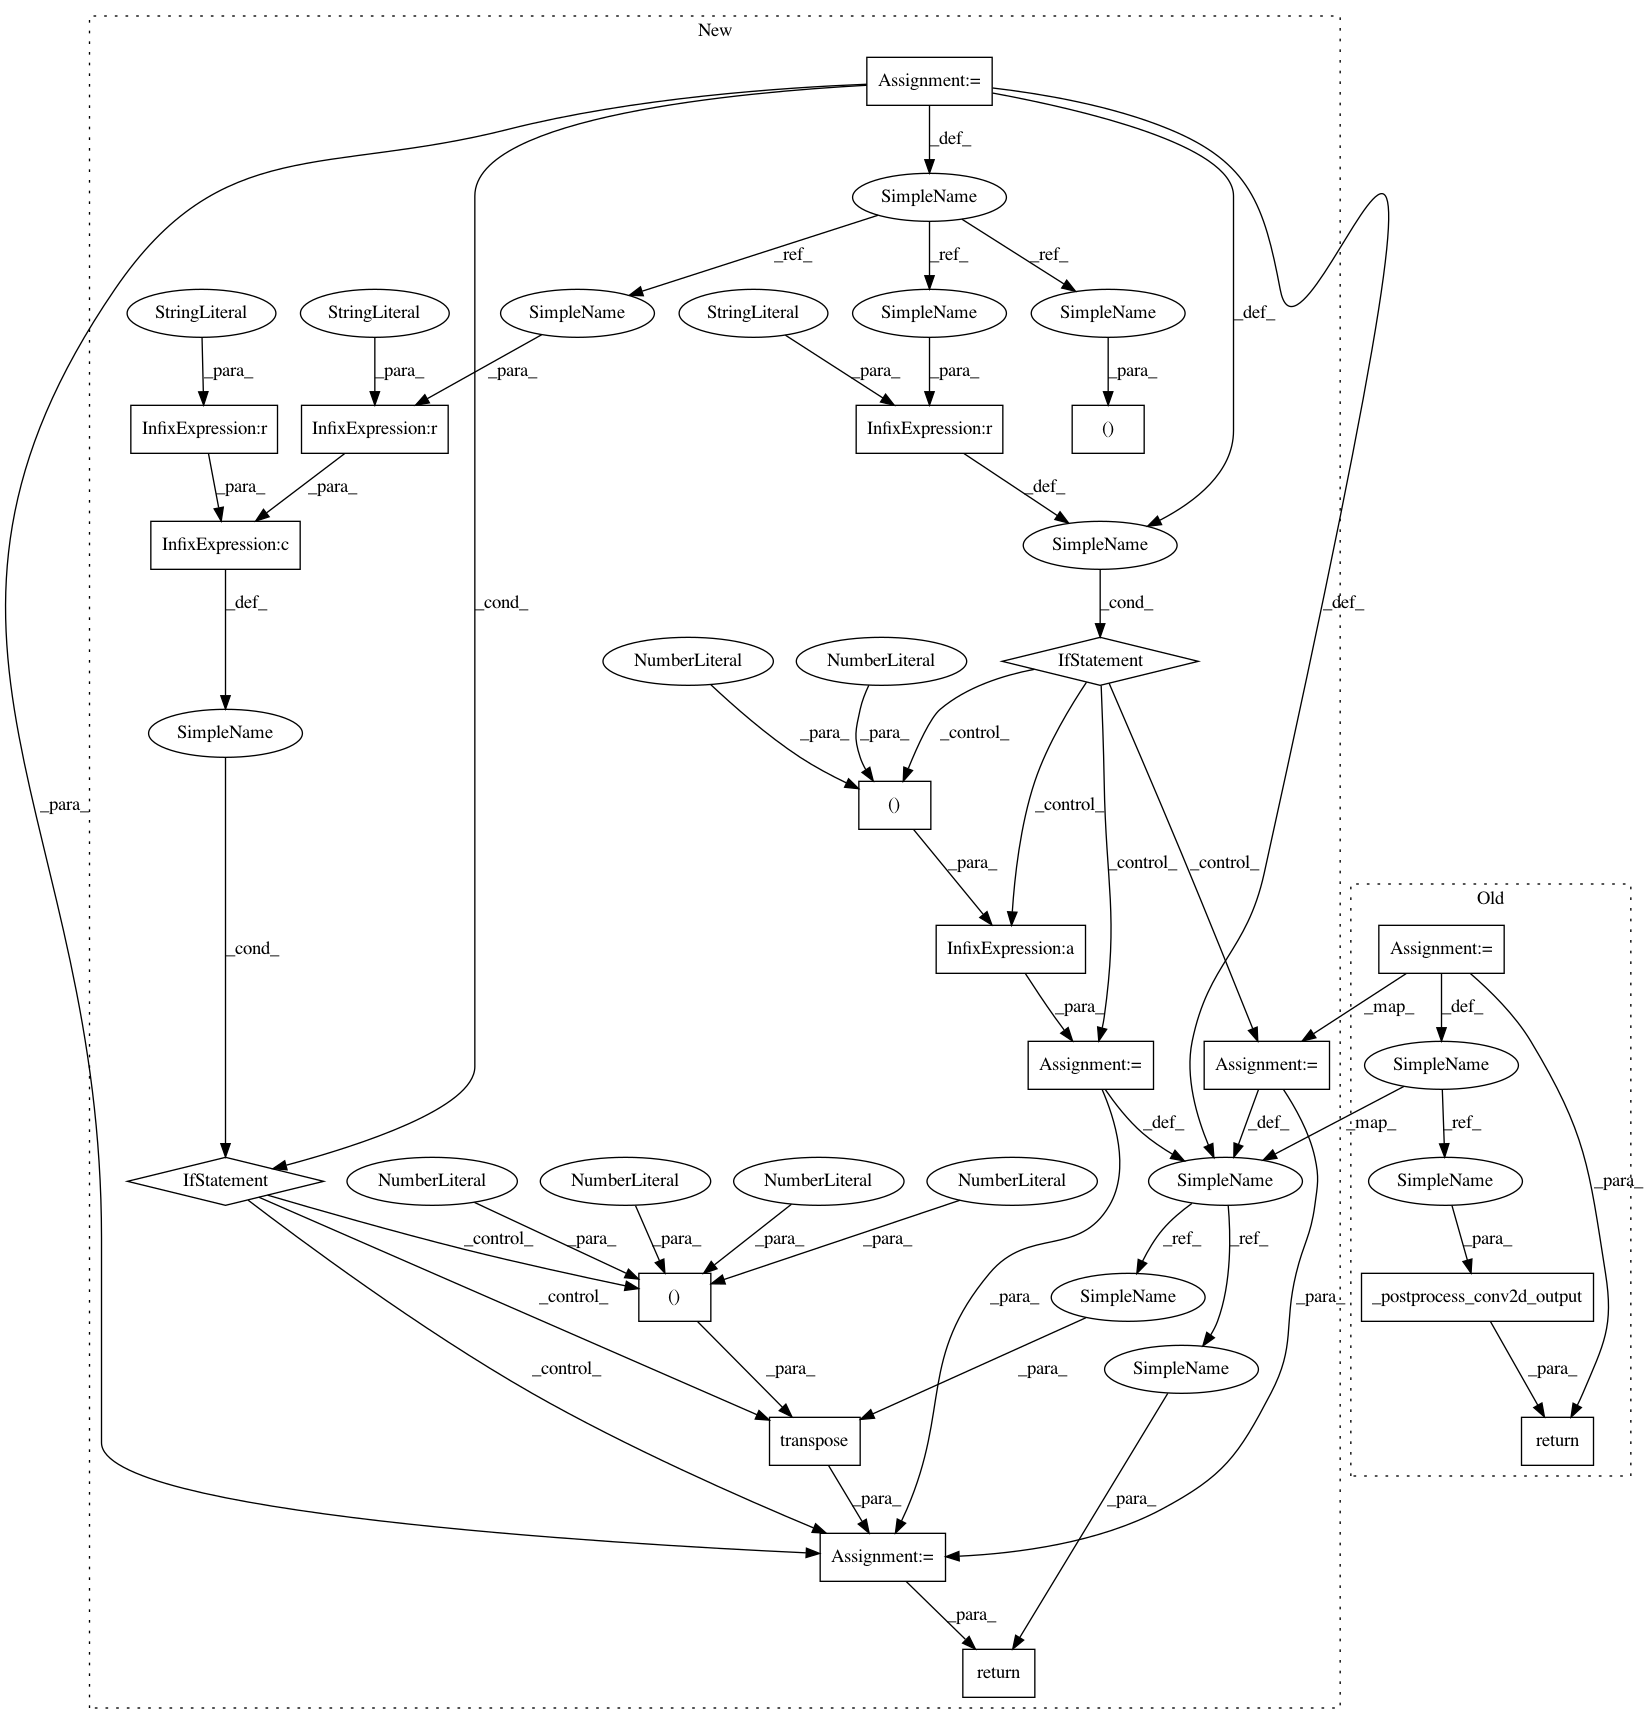 New
Assignment:=
_def_
SimpleName
_ref_
_ref_
_ref_
StringLiteral
StringLiteral
SimpleName
StringLiteral
SimpleName
SimpleName
_def_
_para_
_para_
_para_
_para_
_para_
_para_
InfixExpression:r
InfixExpression:r
InfixExpression:r
()
_para_
_para_
_def_
InfixExpression:c
SimpleName
_def_
_cond_
_cond_
_def_
NumberLiteral
NumberLiteral
IfStatement
SimpleName
_para_
_para_
_control_
_para_
()
_control_
_para_
_control_
_control_
Old
_cond_
InfixExpression:a
Assignment:=
_para_
_map_
_def_
Assignment:=
Assignment:=
SimpleName
_def_
_def_
_map_
_ref_
IfStatement
NumberLiteral
NumberLiteral
NumberLiteral
NumberLiteral
SimpleName
SimpleName
_para_
_control_
_para_
_para_
_para_
_para_
_ref_
_ref_
_para_
_control_
()
_para_
SimpleName
_para_
_postprocess_conv2d_output
_control_
_para_
_para_
SimpleName
_para_
transpose
return
_para_
_para_
Assignment:=
_para_
return